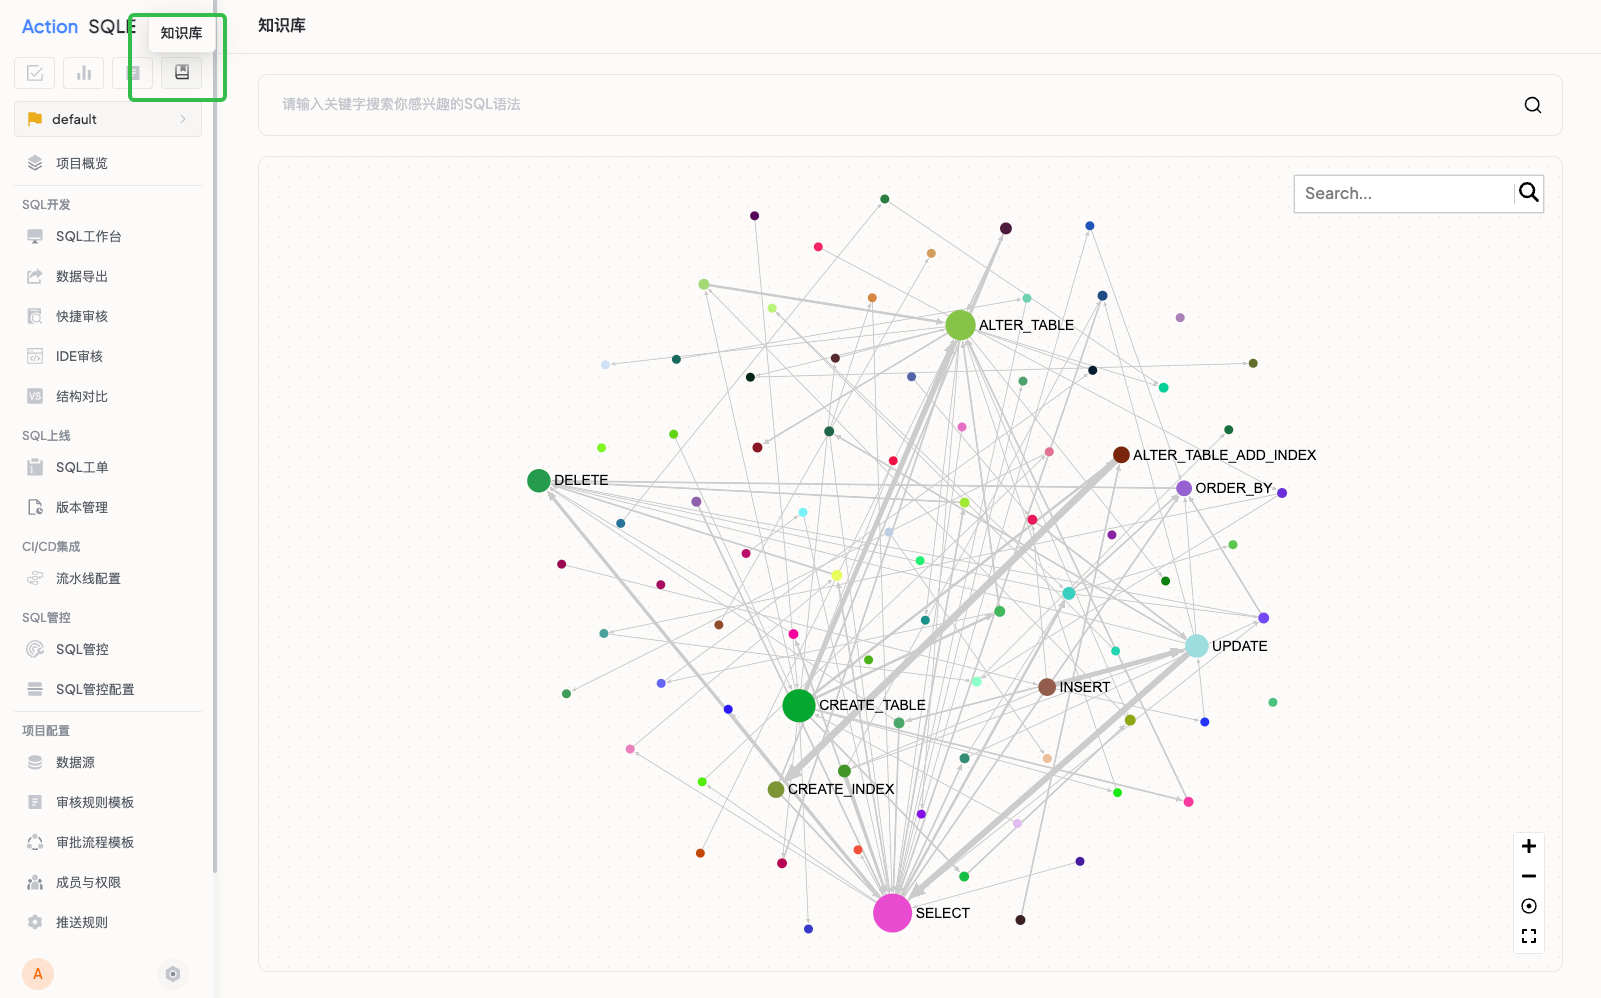 Action SQLE
知识库
default
项目概览
SQL开发
SQL工作台
数据导出
快捷审核
IDE审核
VS 结构对比
SQL上线
SQL工单
版本管理
CI/CD集成
流水线配置
SQL管控
SQL管控
SQL管控配置
项目配置
数据源
审核规则模板
审批流程模板
成员与权限
推送规则
A
知识库
请输入关键字搜索你感兴趣的SQL语法
Search...
ALTER_TABLE
ALTER_TABLE_ADD_INDEX
DELETE
ORDER_BY
UPDATE
INSERT
CREATE_TABLE
CREATE_INDEX
SELECT